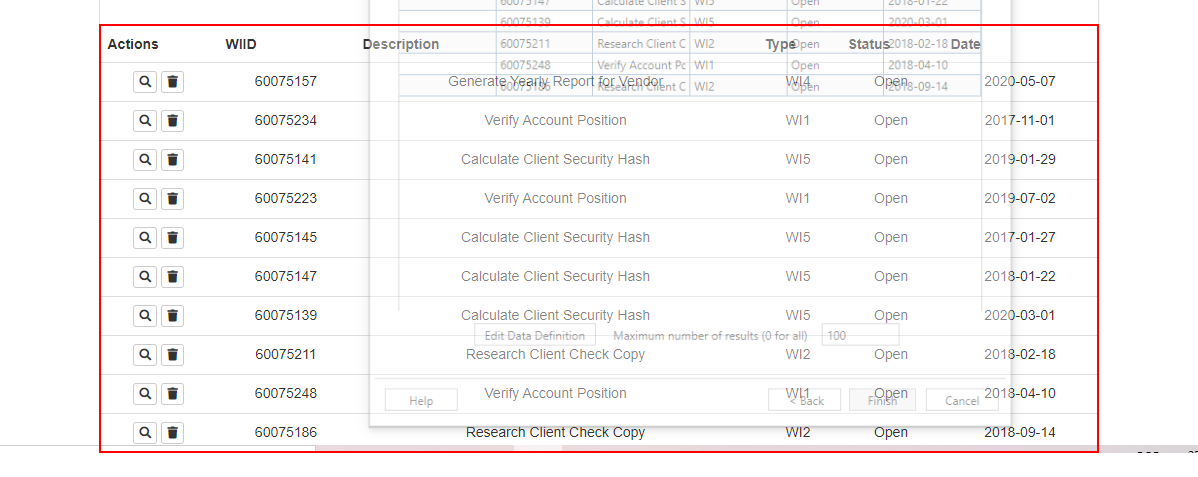 60075147 Calculate Client S WI5 Open 2018-01-22
60075139 Calculate Client S WI5 Open 2020-03-01
Actions WIID Description Type Status Date
60075211 Research Client C WI2 Open 2018-02-18
60075248 Verify Account Pc WI1 Open 2018-04-10
60075157 Generate Yearly Report for Vendor WI4 Open 2020-05-07
60075186 Research Client C WI2 Open 2018-09-14
60075234 Verify Account Position WI1 Open 2017-11-01
60075141 Calculate Client Security Hash WI5 Open 2019-01-29
60075223 Verify Account Position WI1 Open 2019-07-02
60075145 Calculate Client Security Hash WI5 Open 2017-01-27
60075147 Calculate Client Security Hash WI5 Open 2018-01-22
60075139 Calculate Client Security Hash WI5 Open 2020-03-01
Edit Data Definition Maximum number of results (0 for all) 100
60075211 Research Client Check Copy WI2 Open 2018-02-18
60075248 Verify Account Position WI1 Open 2018-04-10
Help < Back Finish Cancel
60075186 Research Client Check Copy WI2 Open 2018-09-14